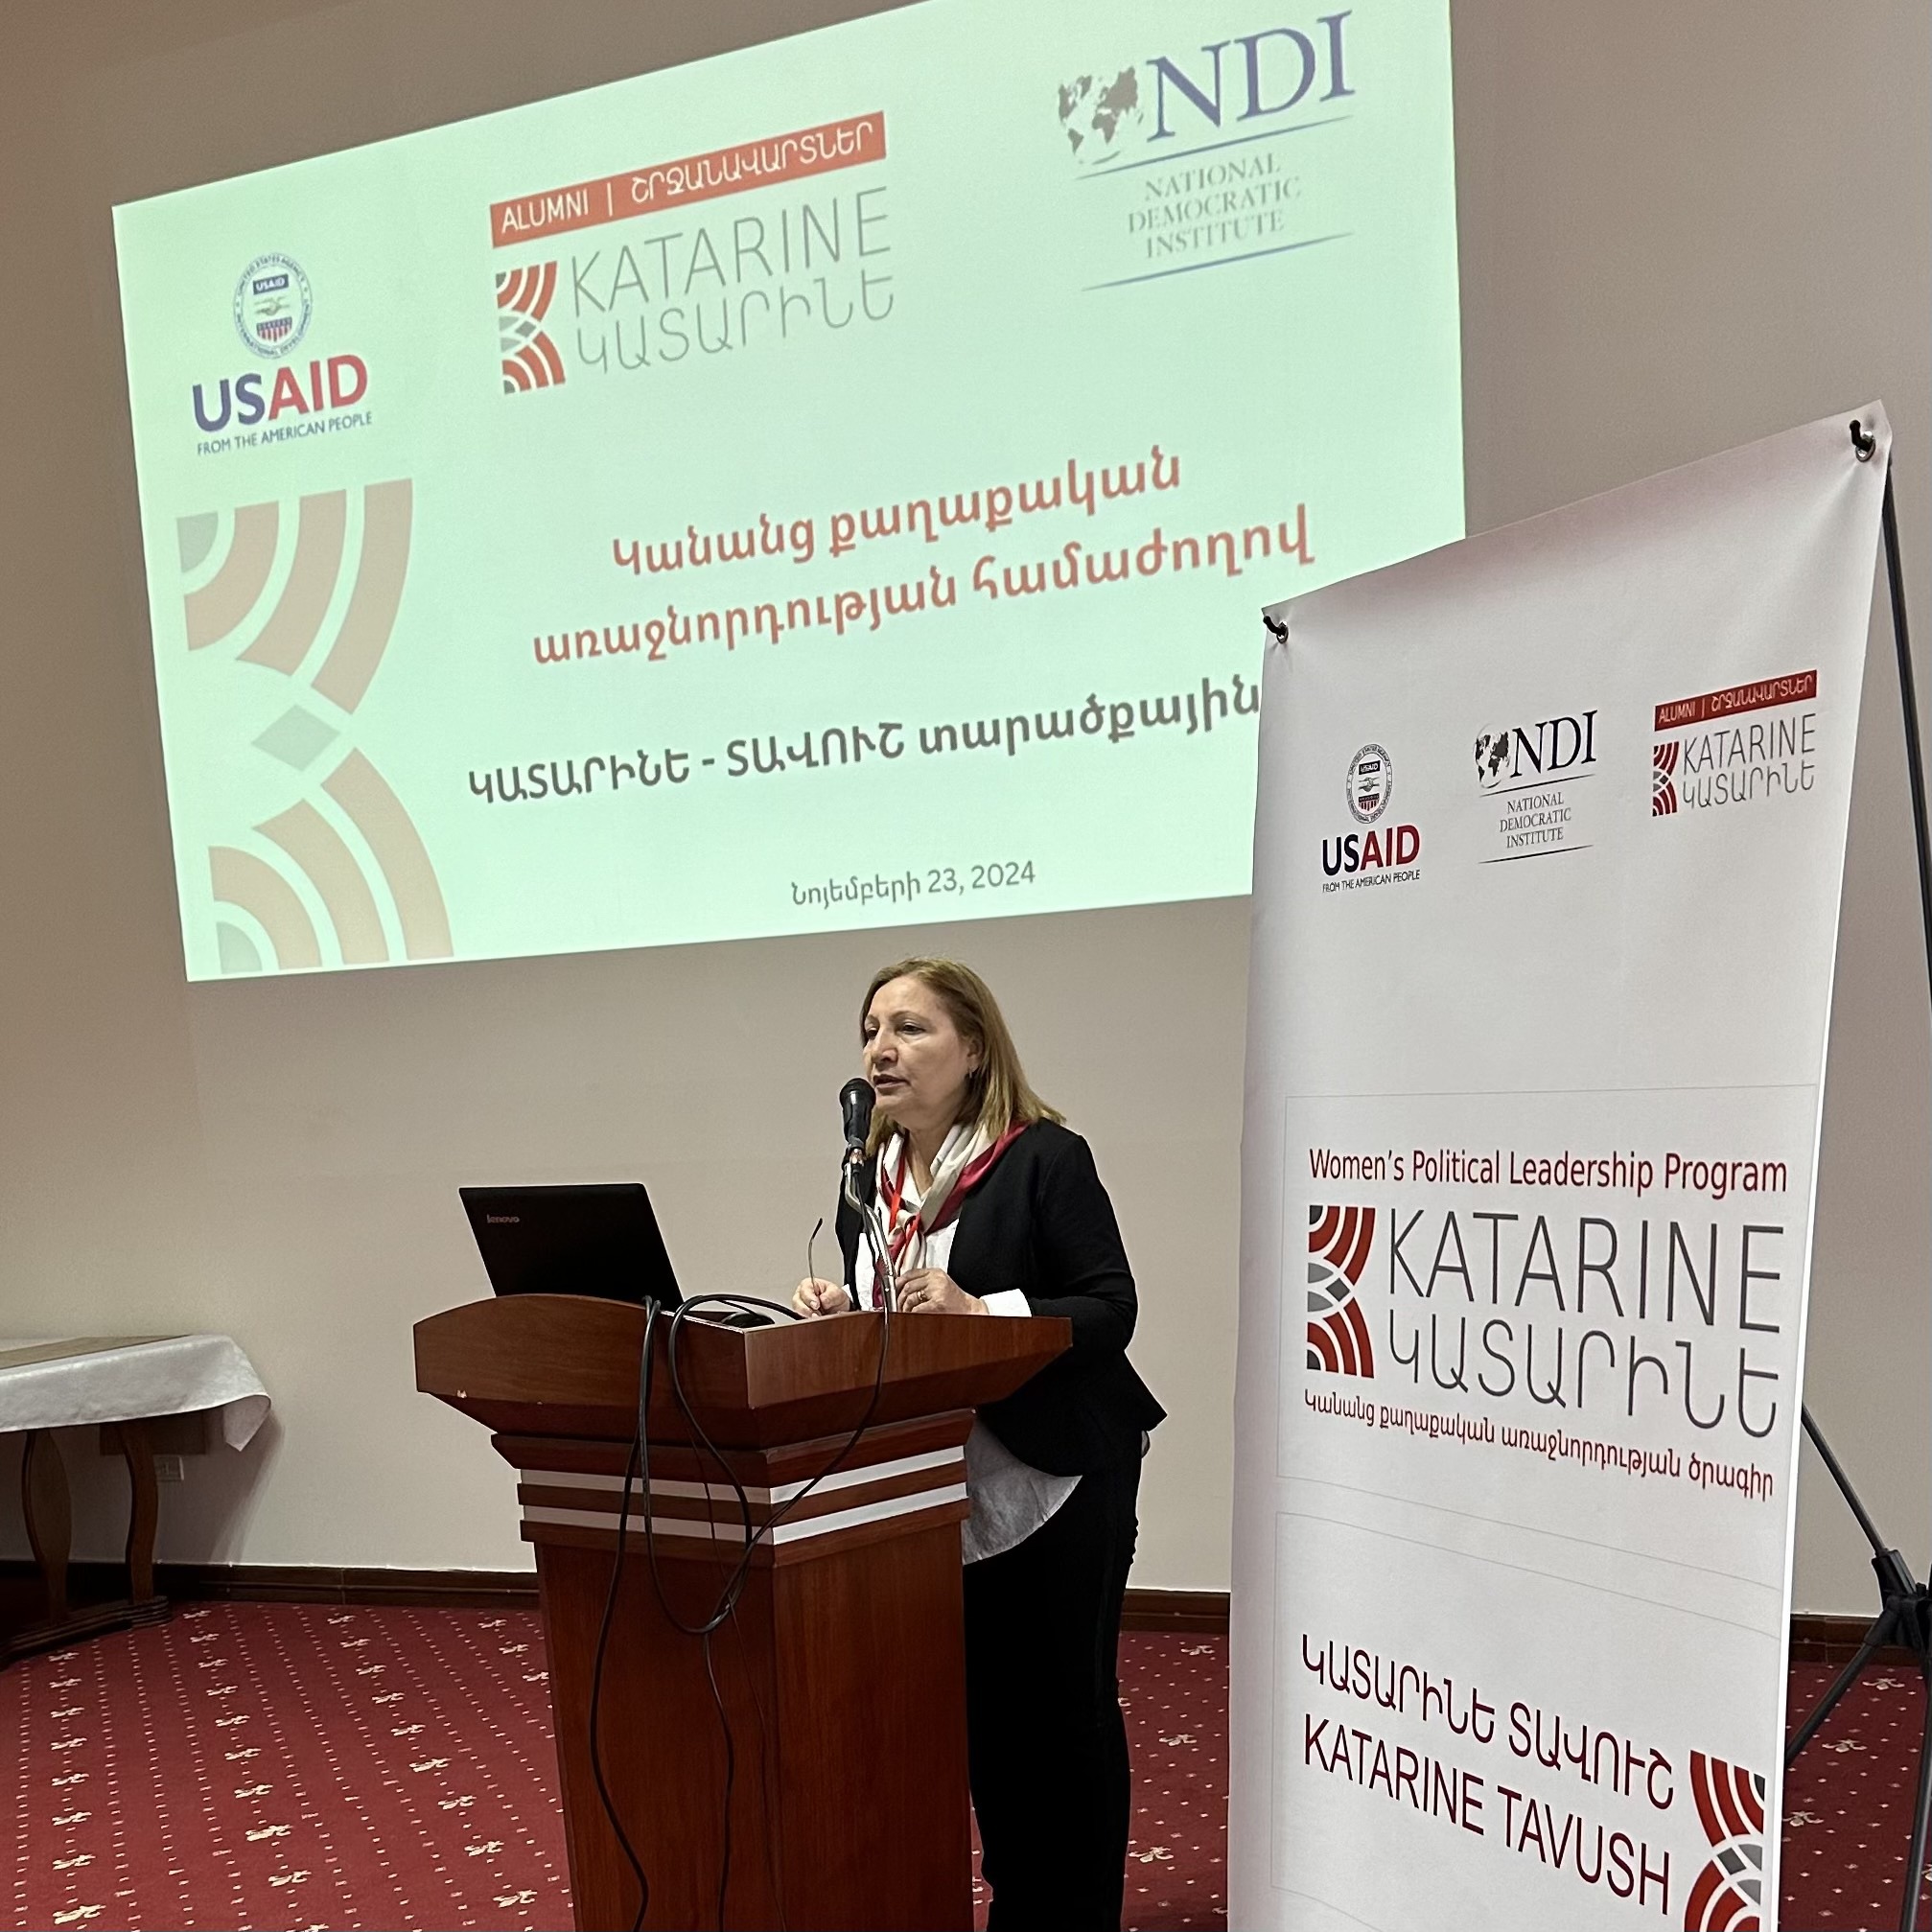 USAID
FROM THE AMERICAN PEOPLE
ALUMNI | ՇՐՋԱՆԱՎԱՐՏՆԵՐ
KATARINE
ԿԱՏԱՐԻՆԵ
NDI
NATIONAL
DEMOCRATIC
INSTITUTE
Կանանց քաղաքական
առաջնորդության համաժողով
ԿԱՏԱՐԻՆԵ - ՏԱՎՈՒՇ տարածքային
Նոյեմբերի 23, 2024
USAID
FROM THE AMERICAN PEOPLE
NDI
NATIONAL
DEMOCRATIC
INSTITUTE
ALUMNI | ՇՐՋԱՆԱՎԱՐՏՆԵՐ
KATARINE
ԿԱՏԱՐԻՆԵ
Women's Political Leadership Program
KATARINE
ԿԱՏԱՐԻՆԵ
Կանանց քաղաքական առաջնորդության ծրագիր
ԿԱՏԱՐԻՆԵ ՏԱՎՈՒՇ
KATARINE TAVUSH
lenovo